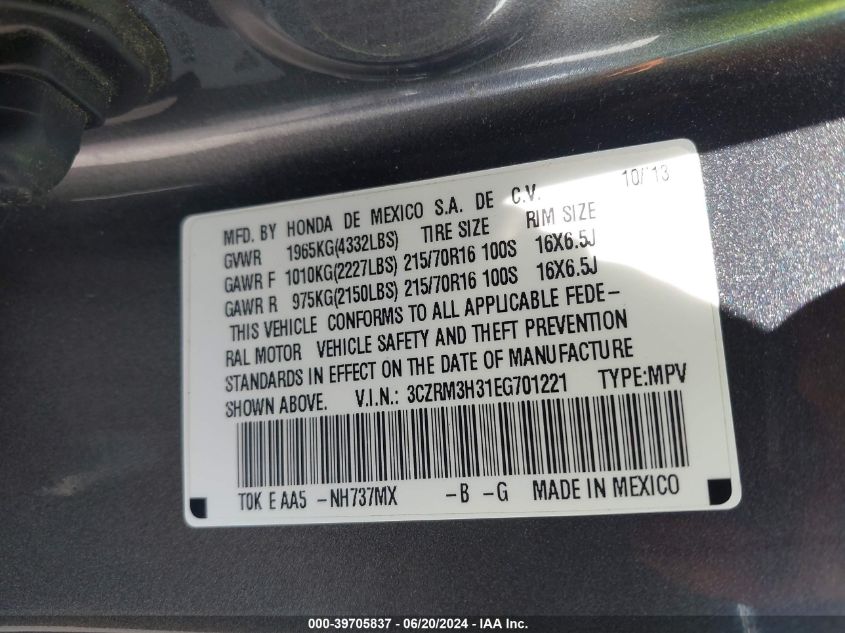 MFD. BY HONDA DE MEXICO S.A. DE C.V. 10/13
GVWR 1965KG(4332LBS) TIRE SIZE RIM SIZE
GAWR F 1010KG(2227LBS) 215/70R16 100S 16X6.5J
GAWR R 975KG(2150LBS) 215/70R16 100S 16X6.5J
THIS VEHICLE CONFORMS TO ALL APPLICABLE FEDE-
RAL MOTOR VEHICLE SAFETY AND THEFT PREVENTION
STANDARDS IN EFFECT ON THE DATE OF MANUFACTURE
SHOWN ABOVE. V.I.N.: 3CZRM3H31EG701221 TYPE:MPV
T0K E AA5 -NH737MX -B -G MADE IN MEXICO
000-39705837 - 06/20/2024 - IAA Inc.